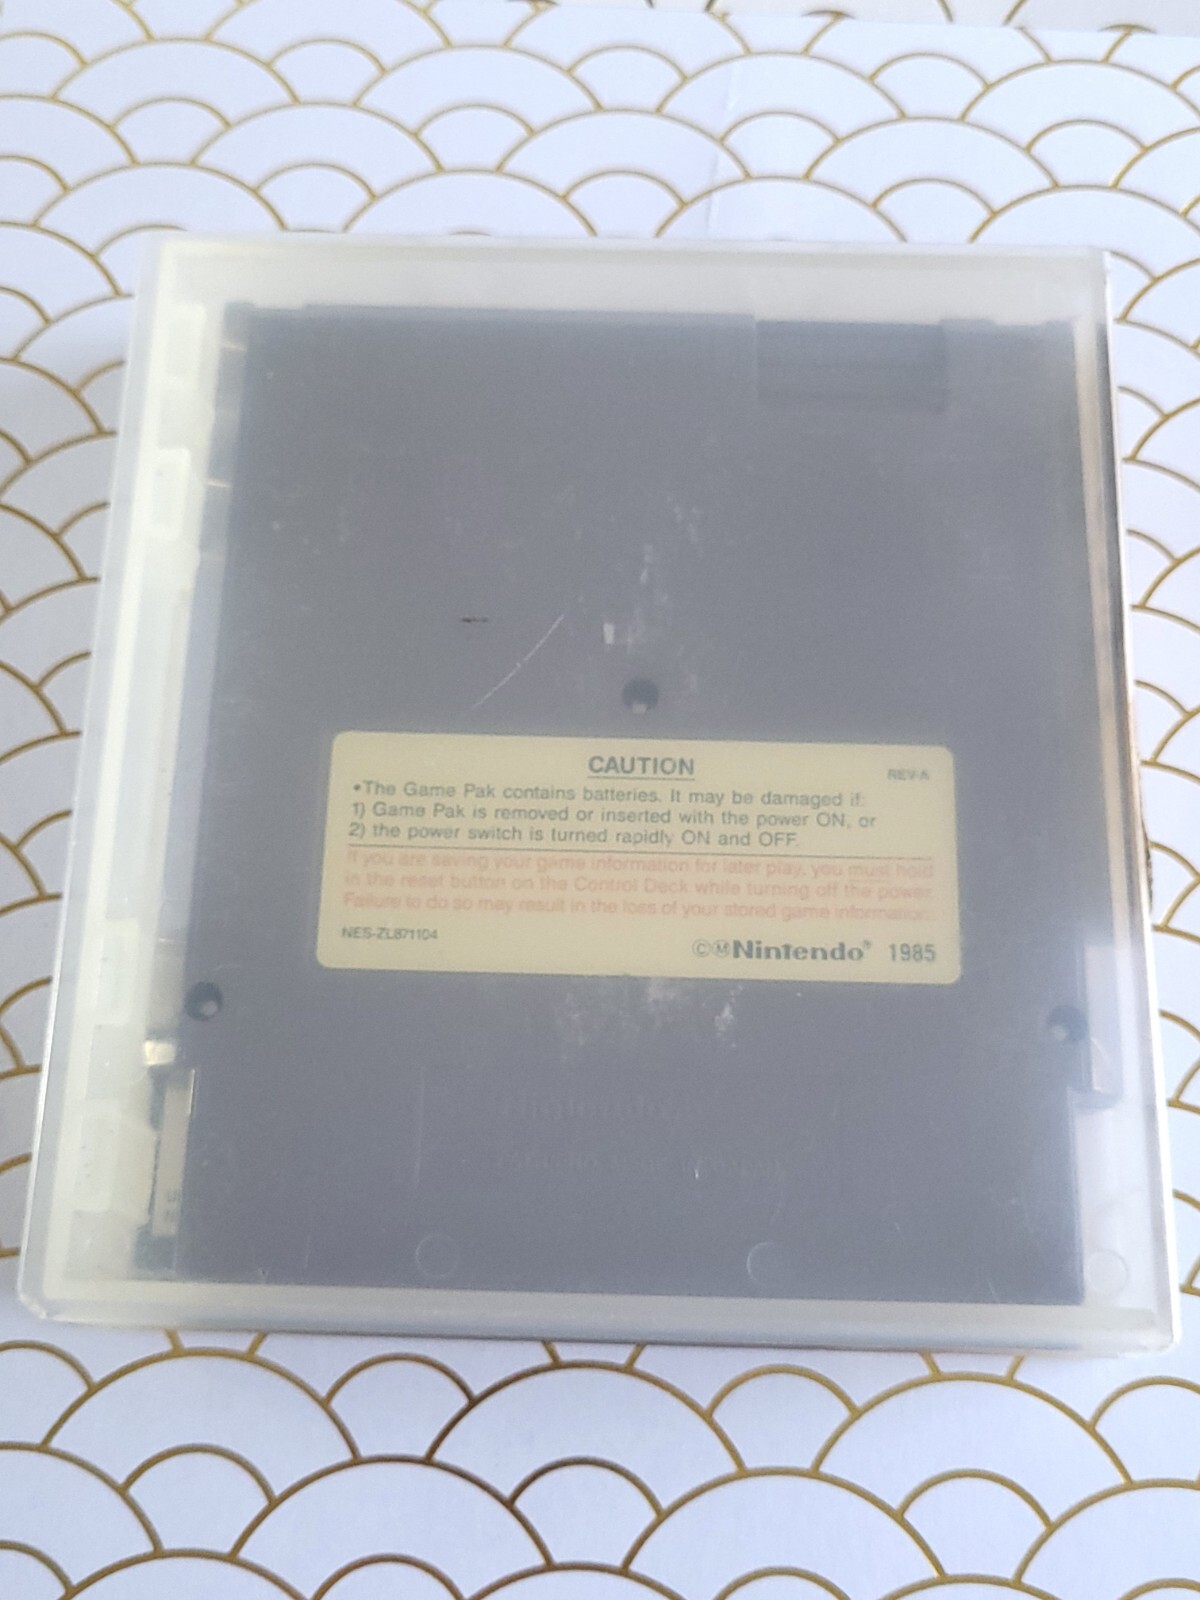 CAUTION
REV-A
•The Game Pak contains batteries. It may be damaged if:
1) Game Pak is removed or inserted with the power ON, or
2) the power switch is turned rapidly ON and OFF.
If you are saving your game information for later play, you must hold
in the reset button on the Control Deck while turning off the power.
Failure to do so may result in the loss of your stored game information.
NES-ZL871104
©ⓂNintendo® 1985